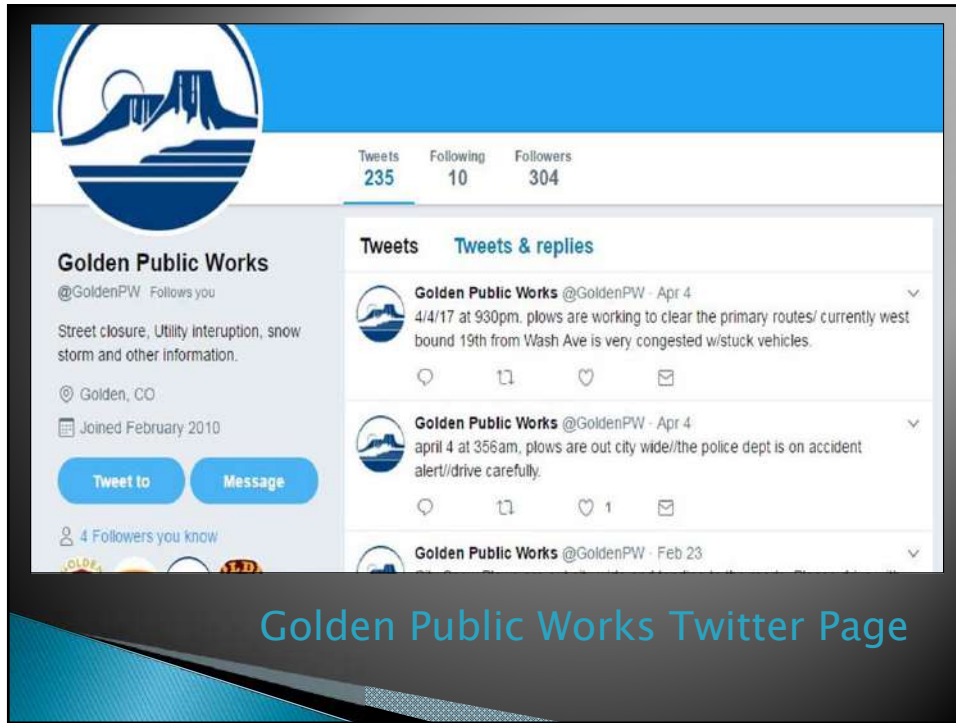 Tweets Following Followers
235 10 304
Golden Public Works
@GoldenPW Follows you
Street closure, Utility interuption, snow
storm and other information.
Golden, CO
Joined February 2010
Tweet to Message
4 Followers you know
Tweets Tweets & replies
Golden Public Works @GoldenPW · Apr 4
4/4/17 at 930pm. plows are working to clear the primary routes/ currently west
bound 19th from Wash Ave is very congested w/stuck vehicles.
Golden Public Works @GoldenPW · Apr 4
april 4 at 356am, plows are out city wide//the police dept is on accident
alert//drive carefully.
1
Golden Public Works @GoldenPW · Feb 23
Golden Public Works Twitter Page